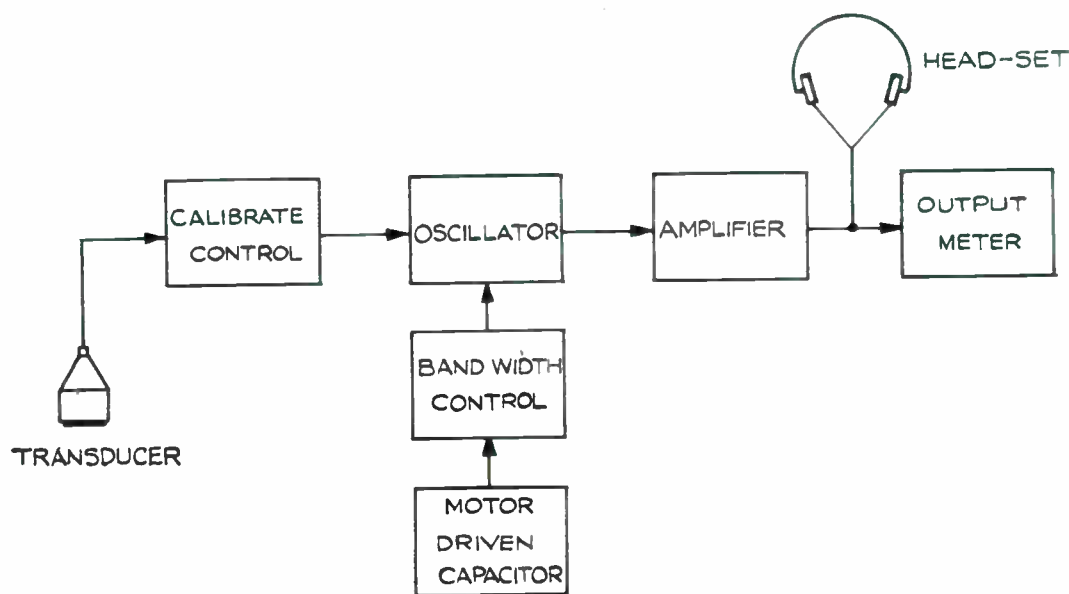 HEAD-SET
CALIBRATE
CONTROL
OSCILLATOR
AMPLIFIER
OUTPUT
METER
BAND WIDTH
CONTROL
TRANSDUCER
MOTOR
DRIVEN
CAPACITOR